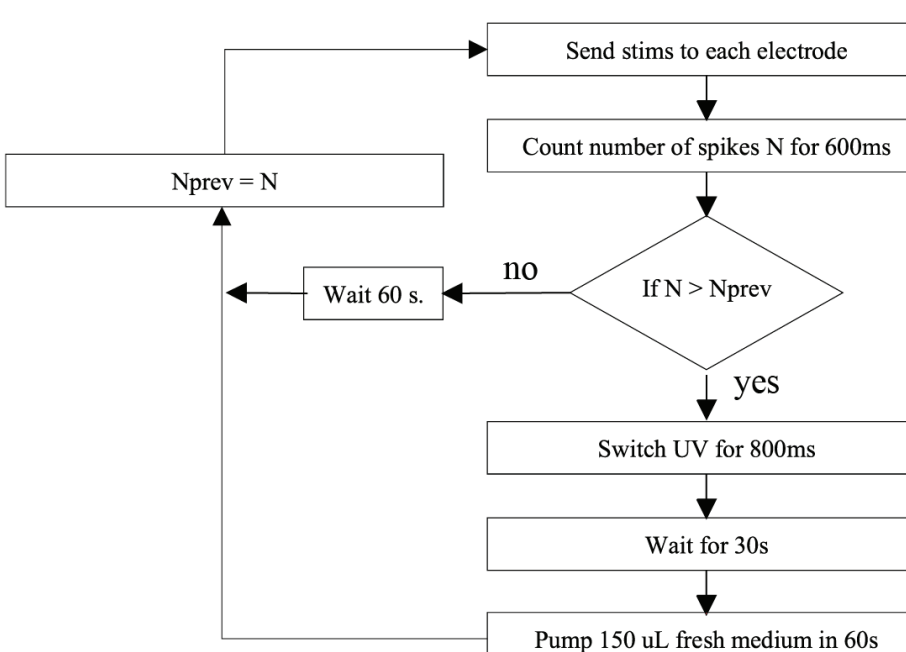 Send stims to each electrode
Count number of spikes N for 600ms
Nprev = N
If N > Nprev
no
Wait 60 s.
yes
Switch UV for 800ms
Wait for 30s
Pump 150 uL fresh medium in 60s